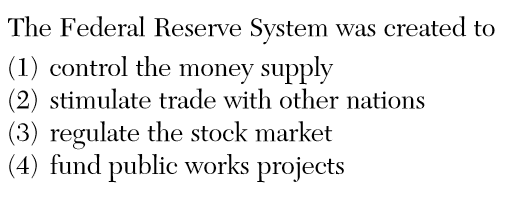 The Federal Reserve System was created to
(1) control the money supply
(2) stimulate trade with other nations
(3) regulate the stock market
(4) fund public works projects